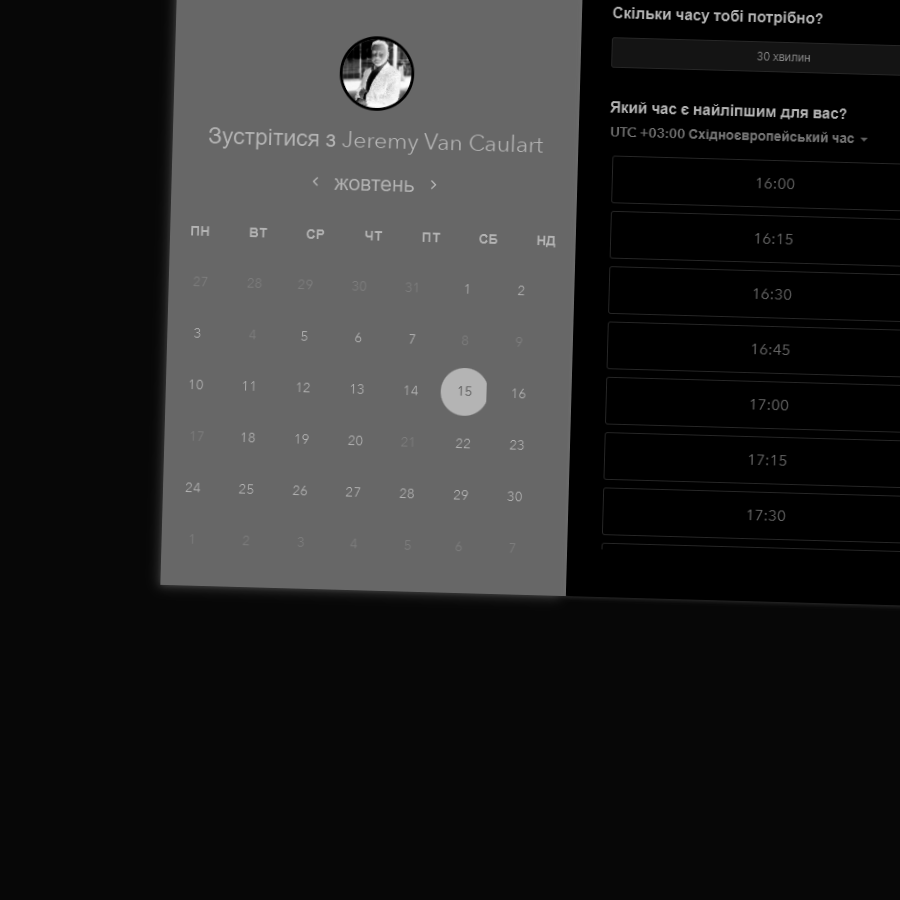 Зустрітися з Jeremy Van Caulart
жовтень
ПН ВТ СР ЧТ ПТ СБ НД
27 28 29 30 31 1 2
3 4 5 6 7 8 9
10 11 12 13 14 15 16
17 18 19 20 21 22 23
24 25 26 27 28 29 30
1 2 3 4 5 6 7
Скільки часу тобі потрібно?
30 хвилин
Який час є найліпшим для вас?
UTC +03:00 Східноєвропейський час
16:00
16:15
16:30
16:45
17:00
17:15
17:30